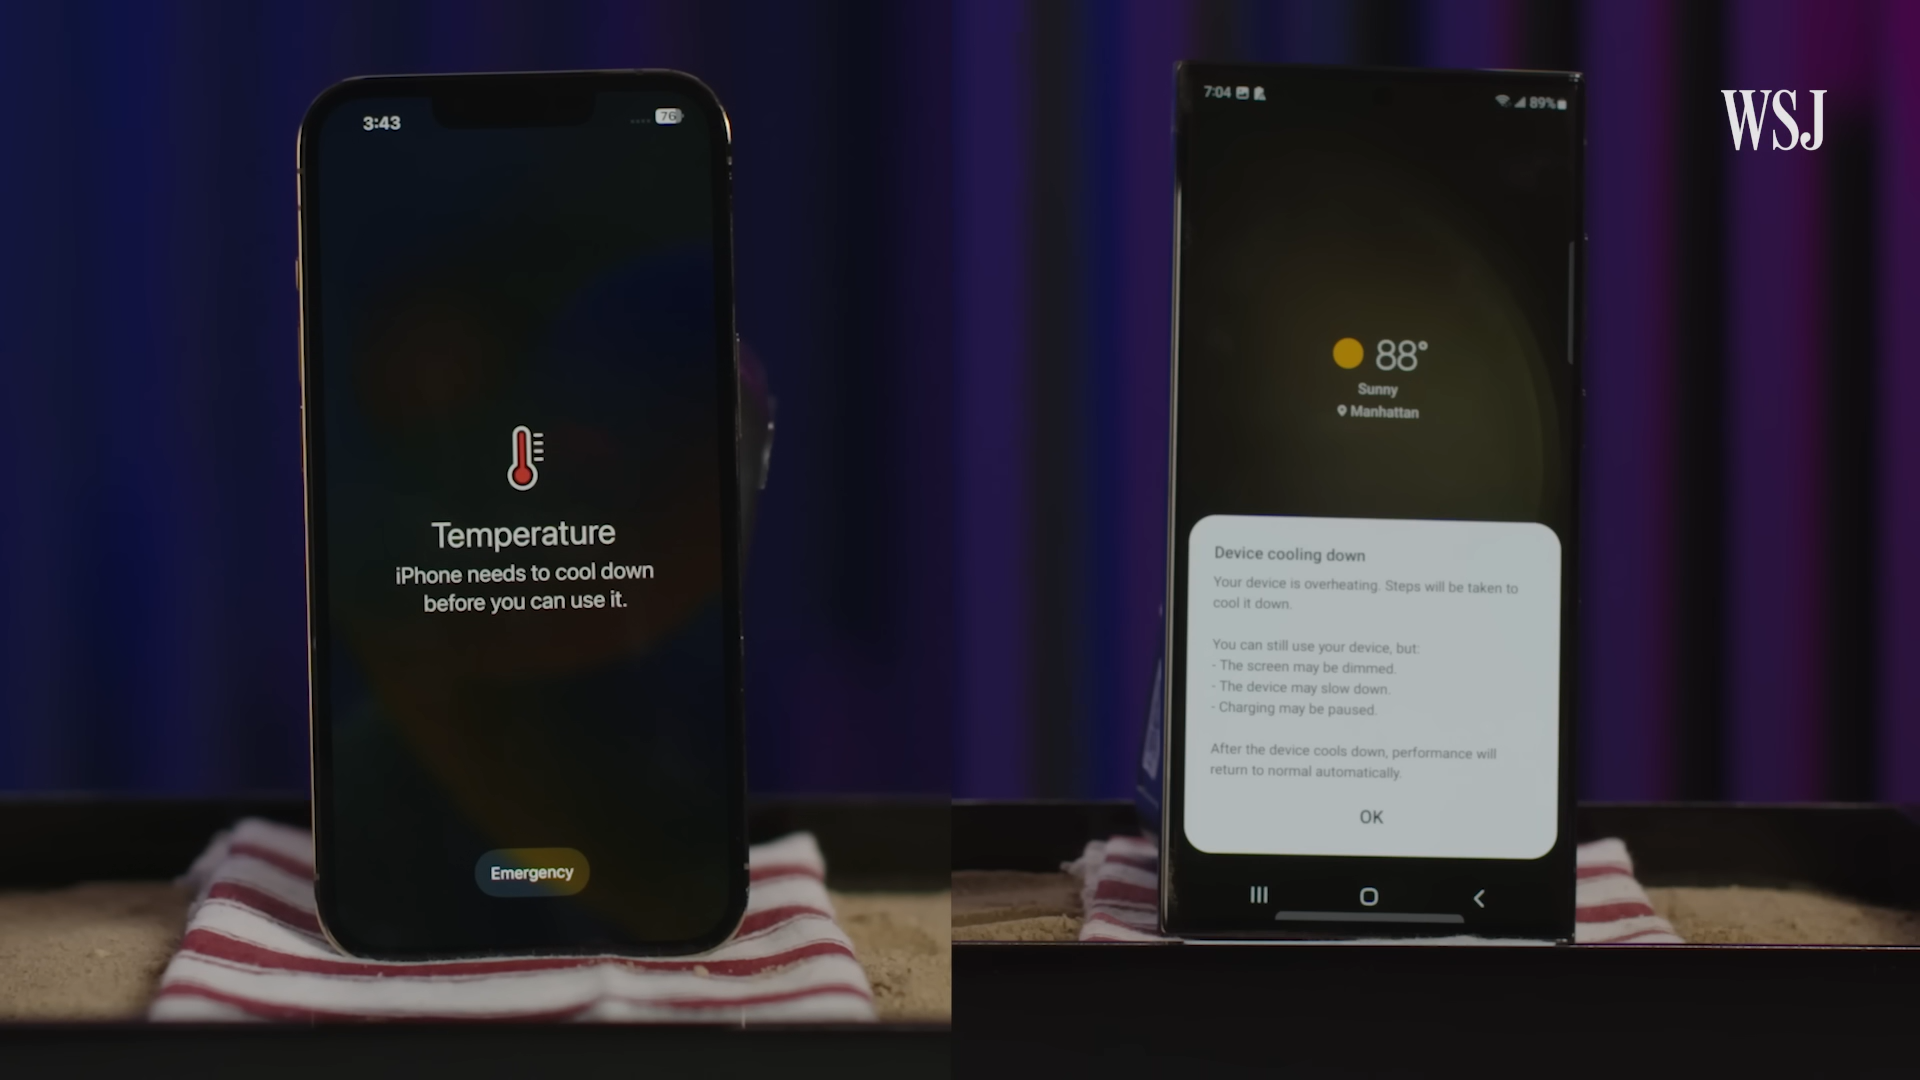 3:43
76
Temperature
iPhone needs to cool down
before you can use it.
Emergency
7:04
89%
88°
Sunny
Manhattan
Device cooling down
Your device is overheating. Steps will be taken to
cool it down.
You can still use your device, but:
- The screen may be dimmed.
- The device may slow down.
- Charging may be paused.
After the device cools down, performance will
return to normal automatically.
OK
WSJ